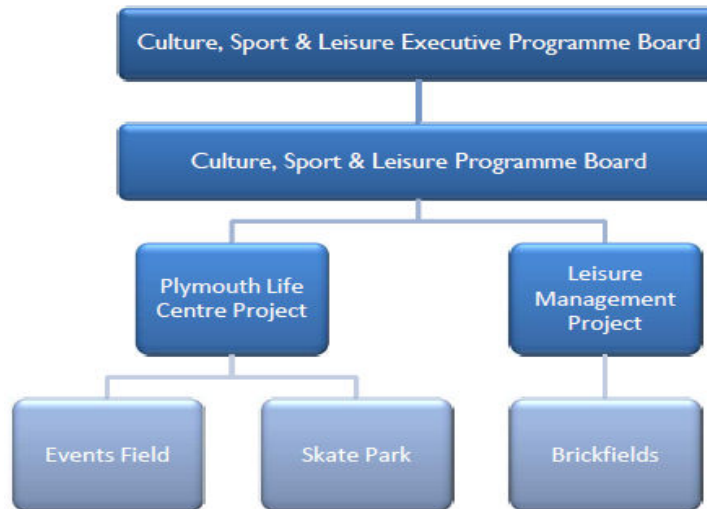 Culture, Sport & Leisure Executive Programme Board
Culture, Sport & Leisure Programme Board
Plymouth Life
Centre Project
Leisure
Management
Project
Events Field
Skate Park
Brickfields